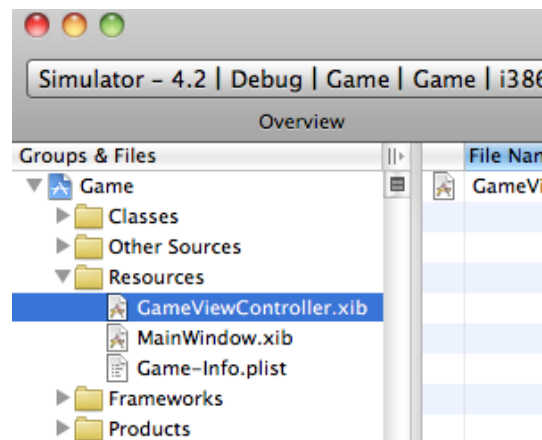 Simulator – 4.2 | Debug | Game | Game | i386
Overview
Groups & Files
File Nan
Game
GameVi
Classes
Other Sources
Resources
GameViewController.xib
MainWindow.xib
Game-Info.plist
Frameworks
Products